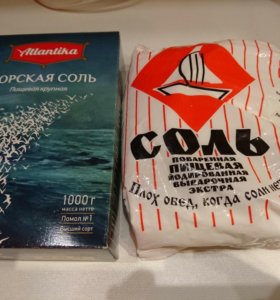 Atlantika
ОРСКАЯ СОЛЬ
Пищевая крупная
1000 г
масса нетто
Помол №1
Высший сорт
СОЛЬ
ПОВАРЕННАЯ
ПИЩЕВАЯ
ЙОДИРОВАННАЯ
ВЫВАРОЧНАЯ
ЭКСТРА
ПЛОХ ОБЕД, КОГДА СОЛИ НЕТ